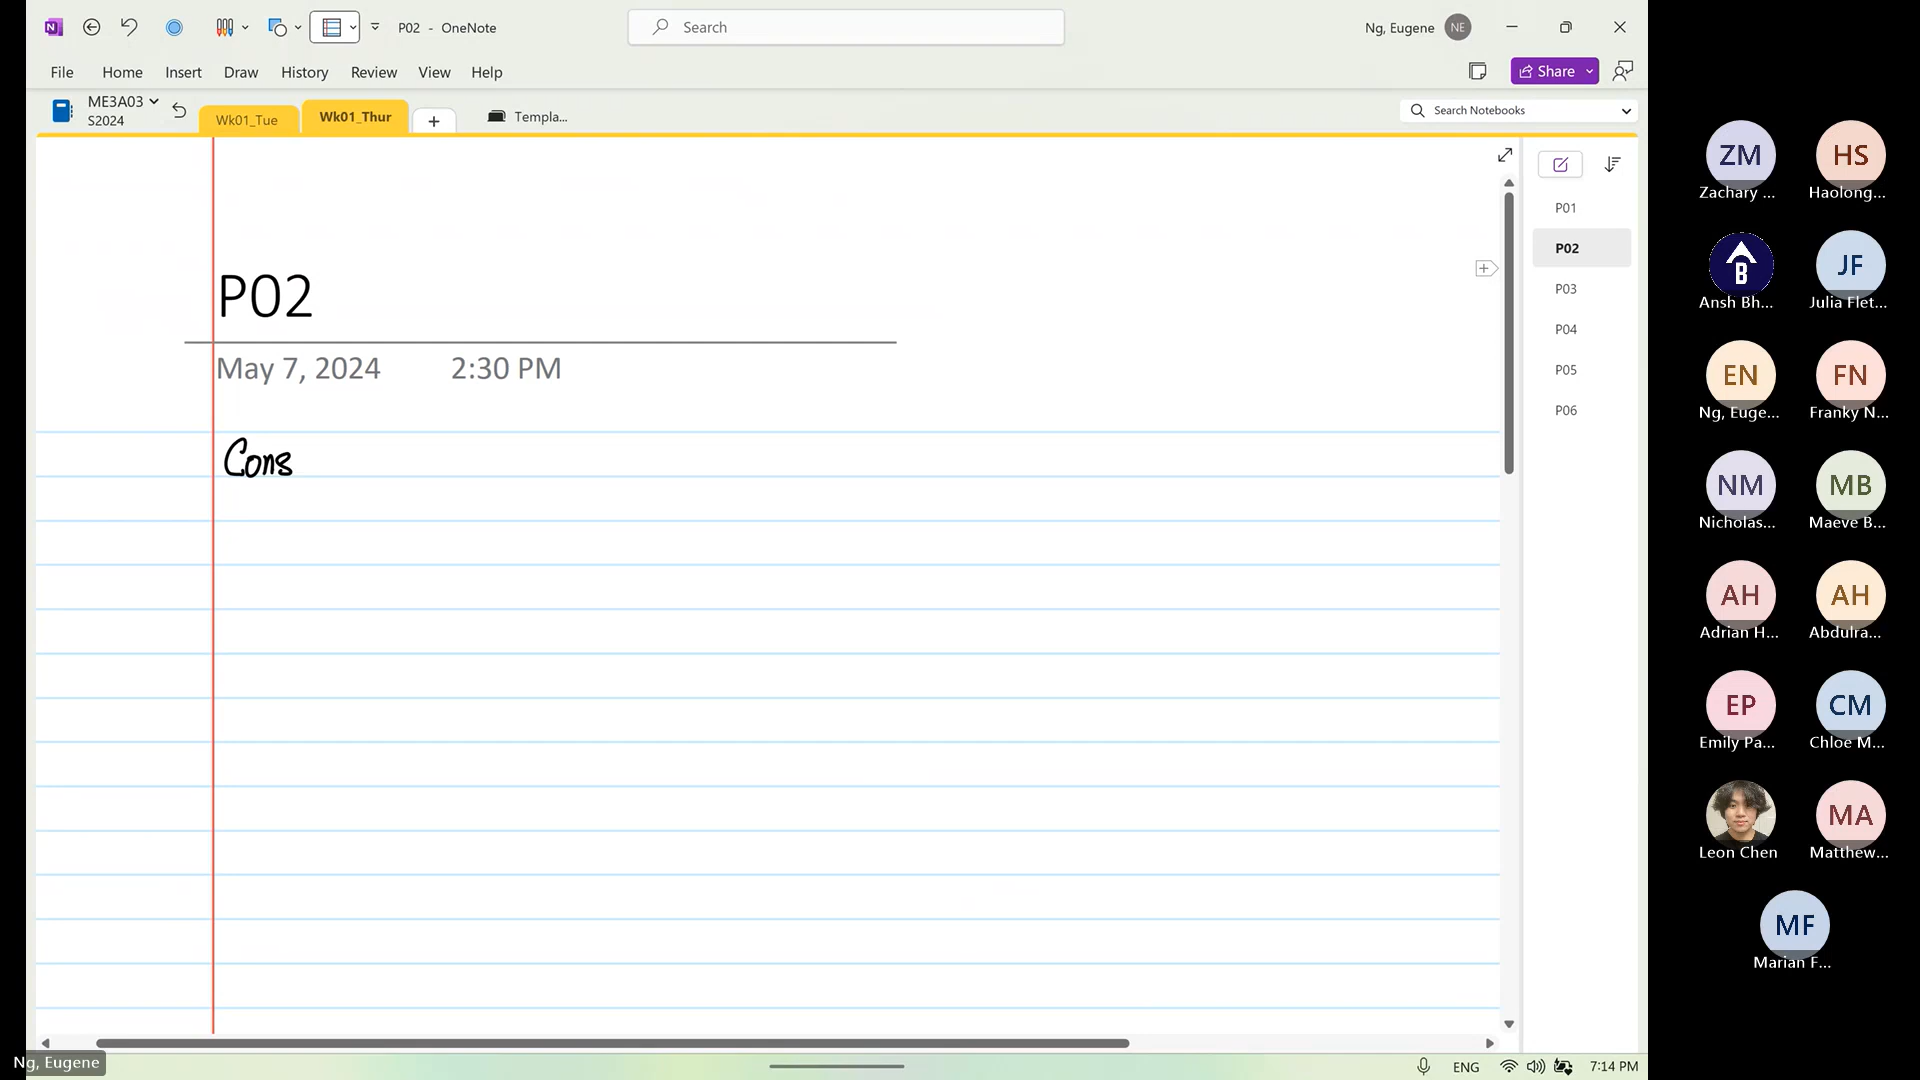 P02 - OneNote
Search
Ng, Eugene
NE
File
Home
Insert
Draw
History
Review
View
Help
Share
ME3A03
S2024
Wk01_Tue
Wk01_Thur
Templa...
Search Notebooks
P02
May 7, 2024 2:30 PM
Cons
P01
P02
P03
P04
P05
P06
ZM
Zachary ...
HS
Haolong...
B
Ansh Bh...
JF
Julia Flet...
EN
Ng, Euge...
FN
Franky N...
NM
Nicholas...
MB
Maeve B...
AH
Adrian H...
AH
Abdulra...
EP
Emily Pa...
CM
Chloe M...
Leon Chen
MA
Matthew...
MF
Marian F...
Ng, Eugene
ENG
7:14 PM